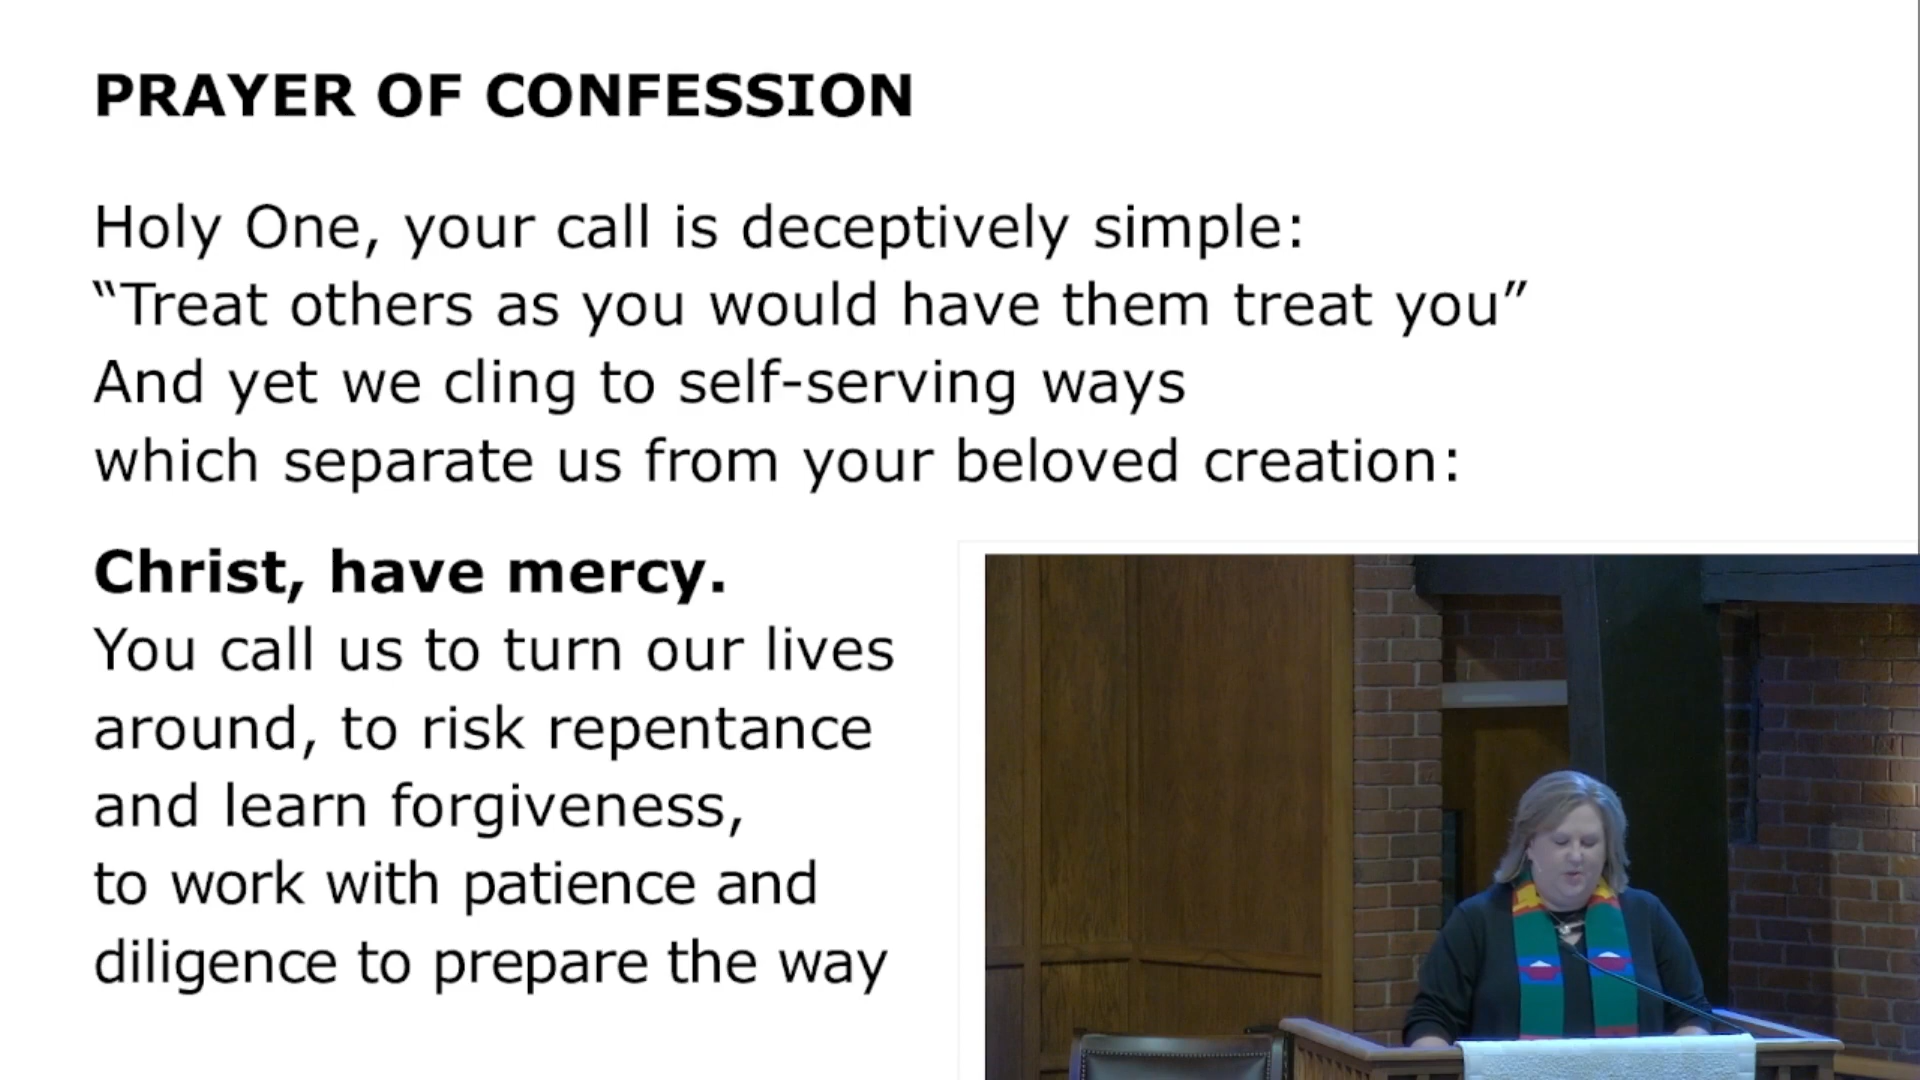 PRAYER OF CONFESSION
Holy One, your call is deceptively simple:
“Treat others as you would have them treat you”
And yet we cling to self-serving ways
which separate us from your beloved creation:
Christ, have mercy.
You call us to turn our lives
around, to risk repentance
and learn forgiveness,
to work with patience and
diligence to prepare the way